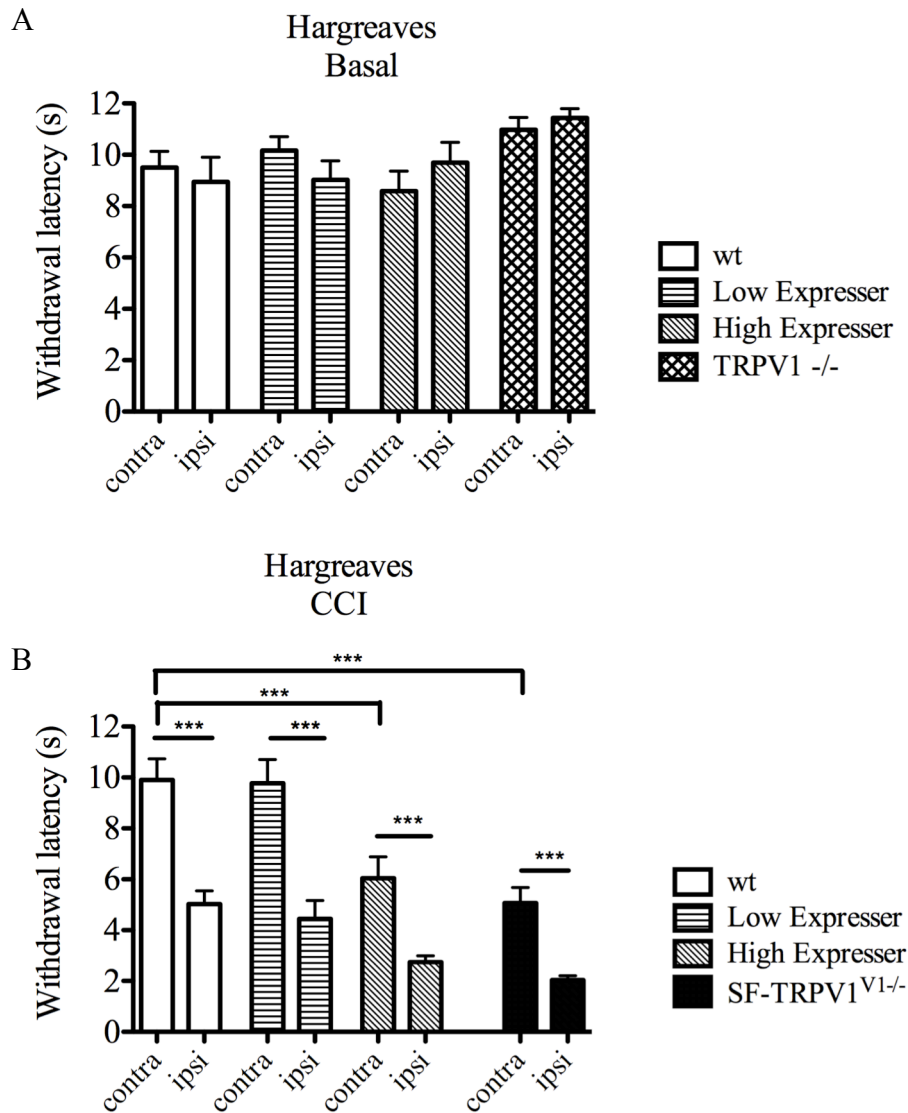 A
Hargreaves
Basal
Withdrawal latency (s)
12
10
8
6
4
2
0
contra
ipsi
contra
ipsi
contra
ipsi
contra
ipsi
wt
Low Expresser
High Expresser
TRPV1 -/-
Hargreaves
CCI
B
***
***
***
***
***
***
Withdrawal latency (s)
12
10
8
6
4
2
0
contra
ipsi
contra
ipsi
contra
ipsi
contra
ipsi
wt
Low Expresser
High Expresser
SF-TRPV1^V1-/-